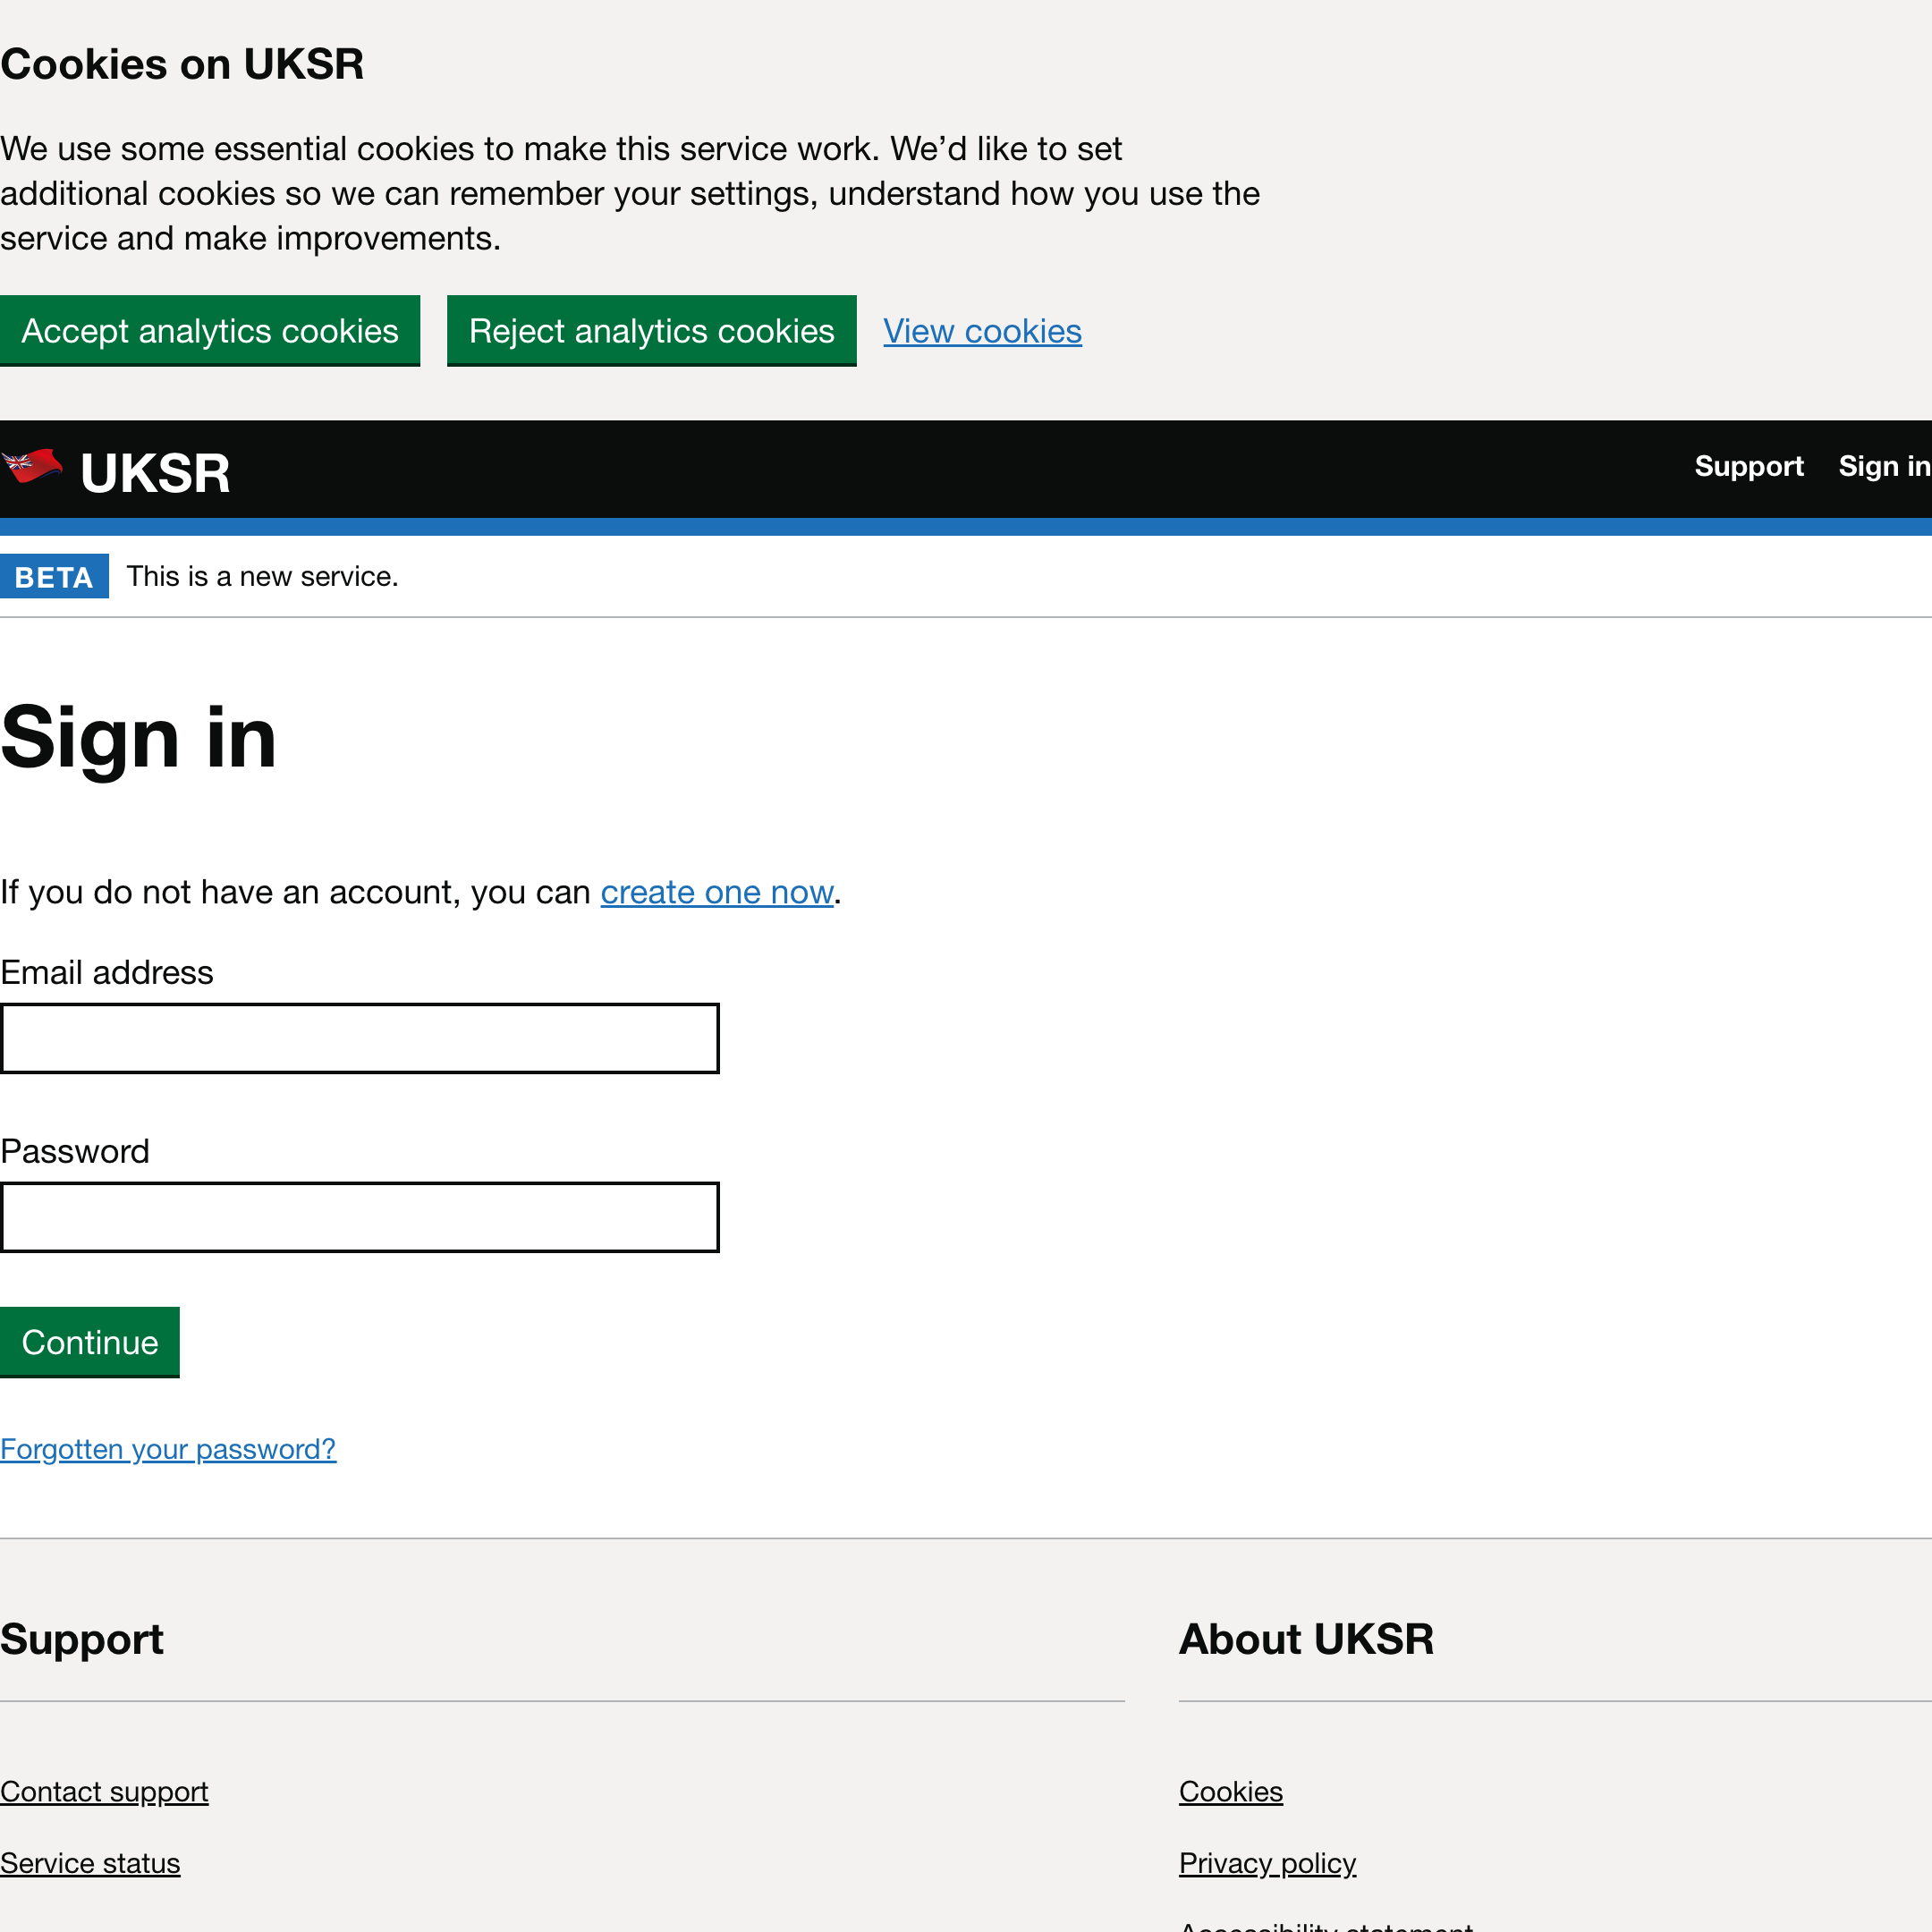 Cookies on UKSR
We use some essential cookies to make this service work. We’d like to set
additional cookies so we can remember your settings, understand how you use the
service and make improvements.
Accept analytics cookies Reject analytics cookies View cookies
UKSR Support Sign in
BETA This is a new service.
Sign in
If you do not have an account, you can create one now.
Email address
Password
Continue
Forgotten your password?
Support About UKSR
Contact support Cookies
Service status Privacy policy
Accessibility statement